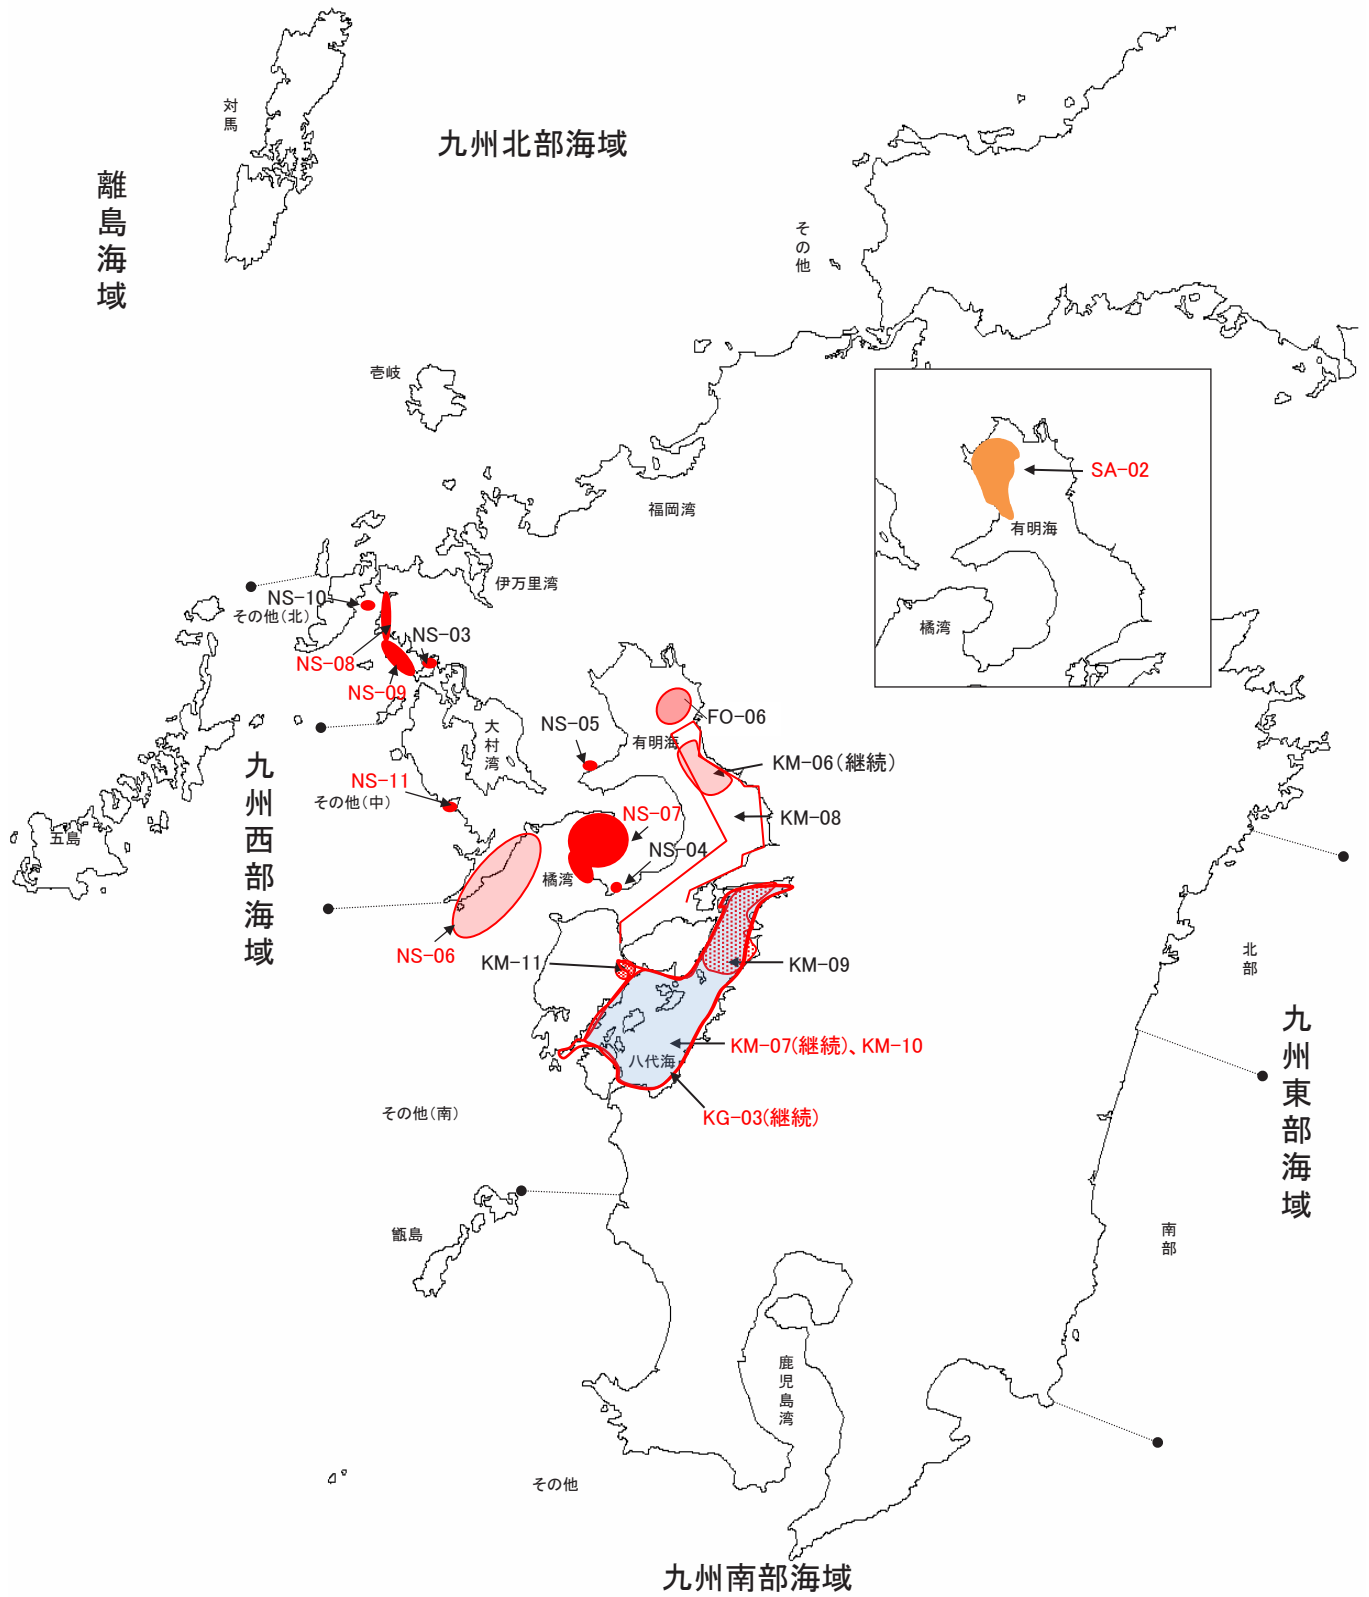 対馬
九州北部海域
離島海域
その他
壱岐
福岡湾
SA-02
有明海
橘湾
伊万里湾
NS-10
その他(北)
NS-08
NS-03
NS-09
大村湾
NS-05
有明海
FO-06
KM-06(継続)
九州西部海域
NS-11
その他(中)
五島
NS-07
KM-08
NS-04
橘湾
NS-06
KM-11
KM-09
北部
KM-07(継続)、KM-10
八代海
KG-03(継続)
九州東部海域
その他(南)
甑島
南部
鹿児島湾
その他
九州南部海域